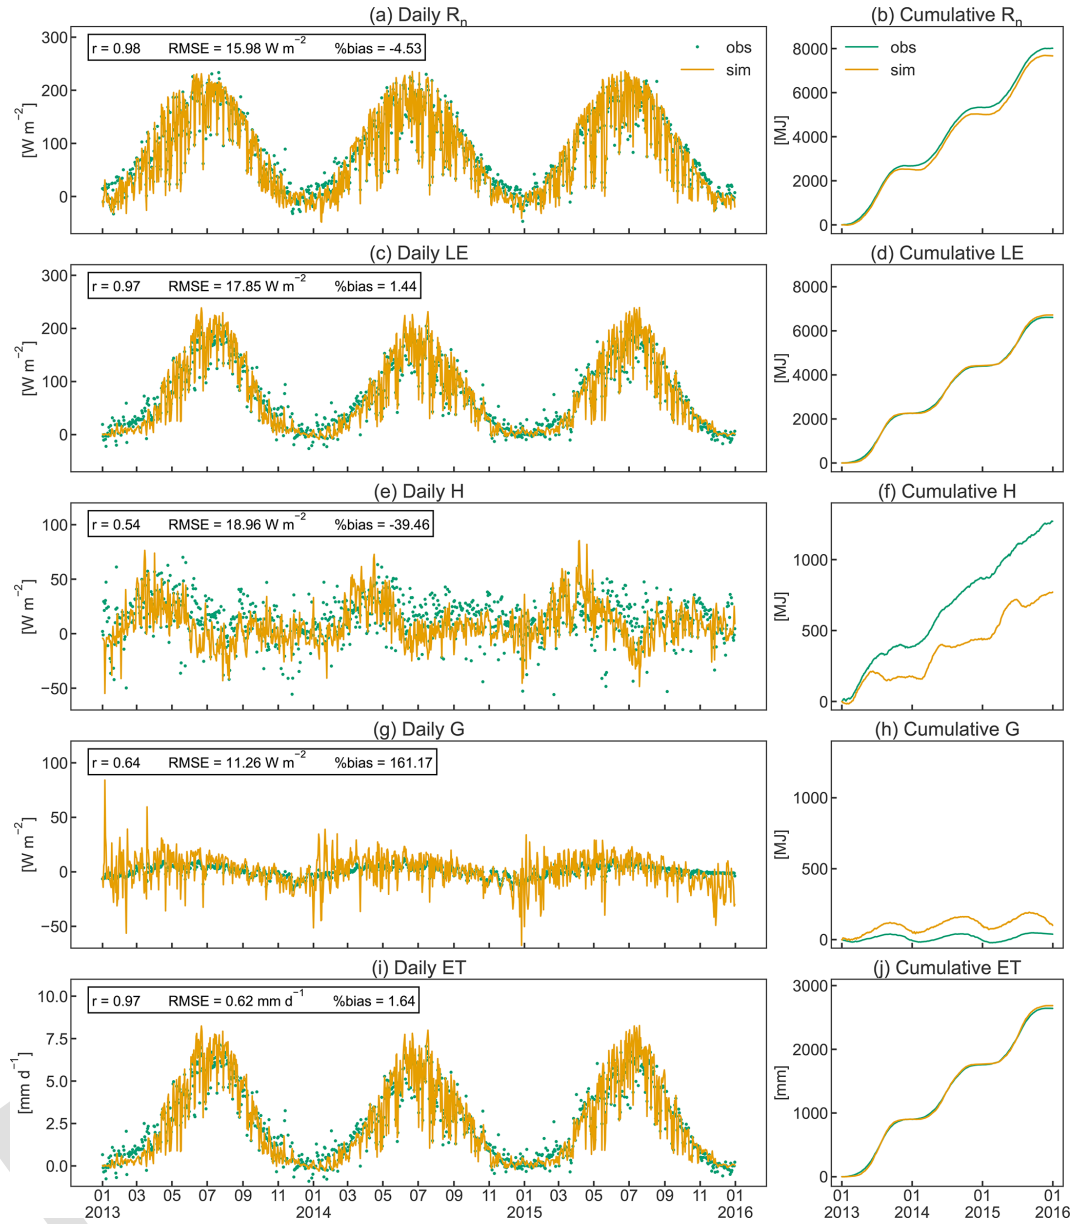 (a) Daily Rn
(b) Cumulative Rn
r = 0.98 RMSE = 15.98 W m−2 %bias = -4.53
obs
sim
300
200
100
0
[W m−2]
obs
sim
8000
6000
4000
2000
0
[MJ]
(c) Daily LE
(d) Cumulative LE
r = 0.97 RMSE = 17.85 W m−2 %bias = 1.44
300
200
100
0
[W m−2]
8000
6000
4000
2000
0
[MJ]
(e) Daily H
(f) Cumulative H
r = 0.54 RMSE = 18.96 W m−2 %bias = -39.46
100
50
0
−50
[W m−2]
1000
500
0
[MJ]
(g) Daily G
(h) Cumulative G
r = 0.64 RMSE = 11.26 W m−2 %bias = 161.17
100
50
0
−50
[W m−2]
1000
500
0
[MJ]
(i) Daily ET
(j) Cumulative ET
r = 0.97 RMSE = 0.62 mm d−1 %bias = 1.64
10.0
7.5
5.0
2.5
0.0
[mm d−1]
3000
2000
1000
0
[mm]
01 03 05 07 09 11 01 03 05 07 09 11 01 03 05 07 09 11 01
2013 2014 2015 2016
01 01 01 01
2013 2014 2015 2016